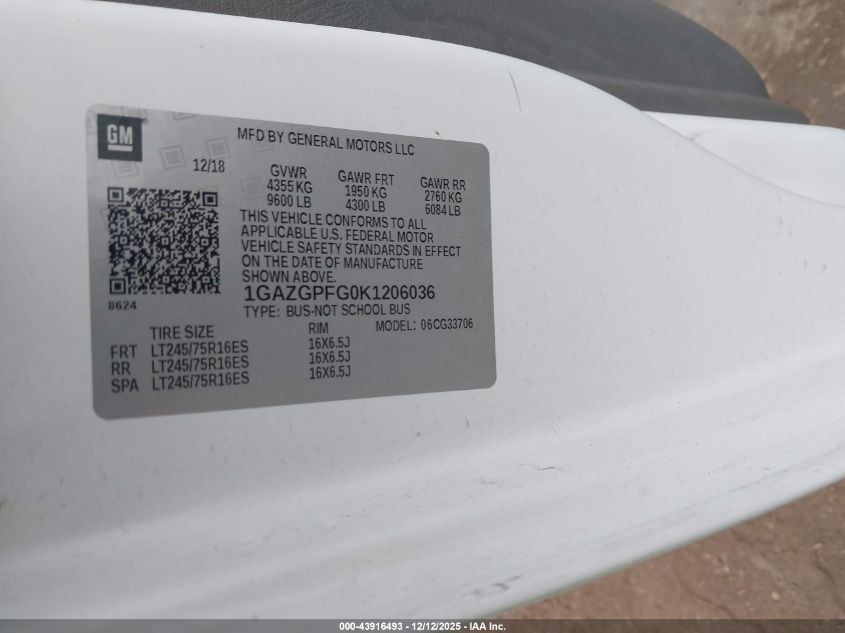 GM
MFD BY GENERAL MOTORS LLC
12/18
GVWR
4355 KG
9600 LB
GAWR FRT
1950 KG
4300 LB
GAWR RR
2760 KG
6084 LB
THIS VEHICLE CONFORMS TO ALL
APPLICABLE U.S. FEDERAL MOTOR
VEHICLE SAFETY STANDARDS IN EFFECT
ON THE DATE OF MANUFACTURE
SHOWN ABOVE.
8624
1GAZGPFG0K1206036
TYPE: BUS-NOT SCHOOL BUS
MODEL: 06CG33706
TIRE SIZE RIM
FRT LT245/75R16ES 16X6.5J
RR LT245/75R16ES 16X6.5J
SPA LT245/75R16ES 16X6.5J
000-43916493 - 12/12/2025 - IAA Inc.